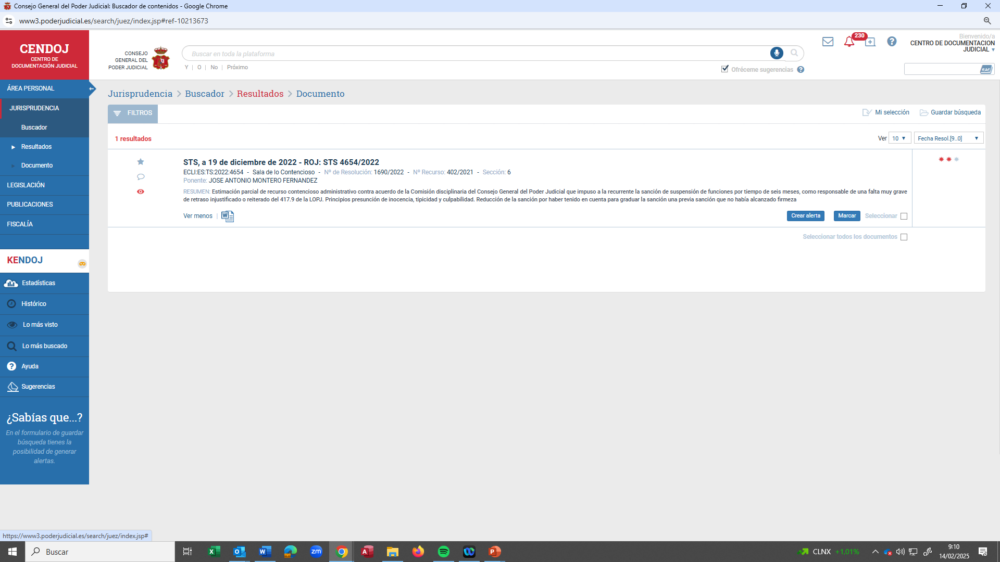 Consejo General del Poder Judicial: Buscador de contenidos - Google Chrome
www3.poderjudicial.es/search/juez/index.jsp#ref-10213673
CENDOJ
CENTRO DE
DOCUMENTACIÓN JUDICIAL
CONSEJO
GENERAL DEL
PODER JUDICIAL
Buscar en toda la plataforma
Y | O | No | Próximo
Ofréceme sugerencias ?
230
?
Bienvenido/a
CENTRO DE DOCUMENTACION
JUDICIAL
RAE
ÁREA PERSONAL
JURISPRUDENCIA
Buscador
Resultados
Documento
LEGISLACIÓN
PUBLICACIONES
FISCALÍA
KENDOJ
Estadísticas
Histórico
Lo más visto
Lo más buscado
? Ayuda
Sugerencias
¿Sabías que...?
En el formulario de guardar
búsqueda tienes la
posibilidad de generar
alertas.
Jurisprudencia > Buscador > Resultados > Documento
FILTROS
Mi selección
Guardar búsqueda
1 resultados
Ver 10
Fecha Resol.[9..0]
STS, a 19 de diciembre de 2022 - ROJ: STS 4654/2022
ECLI:ES:TS:2022:4654 - Sala de lo Contencioso - Nº de Resolución: 1690/2022 - Nº Recurso: 402/2021 - Sección: 6
Ponente: JOSE ANTONIO MONTERO FERNANDEZ
RESUMEN: Estimación parcial de recurso contencioso administrativo contra acuerdo de la Comisión disciplinaria del Consejo General del Poder Judicial que impuso a la recurrente la sanción de suspensión de funciones por tiempo de seis meses, como responsable de una falta muy grave
de retraso injustificado o reiterado del 417.9 de la LOPJ. Principios presunción de inocencia, tipicidad y culpabilidad. Reducción de la sanción por haber tenido en cuenta para graduar la sanción una previa sanción que no había alcanzado firmeza
Ver menos |
Crear alerta
Marcar
Seleccionar
Seleccionar todos los documentos
https://www3.poderjudicial.es/search/juez/index.jsp#
Buscar
CLNX +1,01%
9:10
14/02/2025